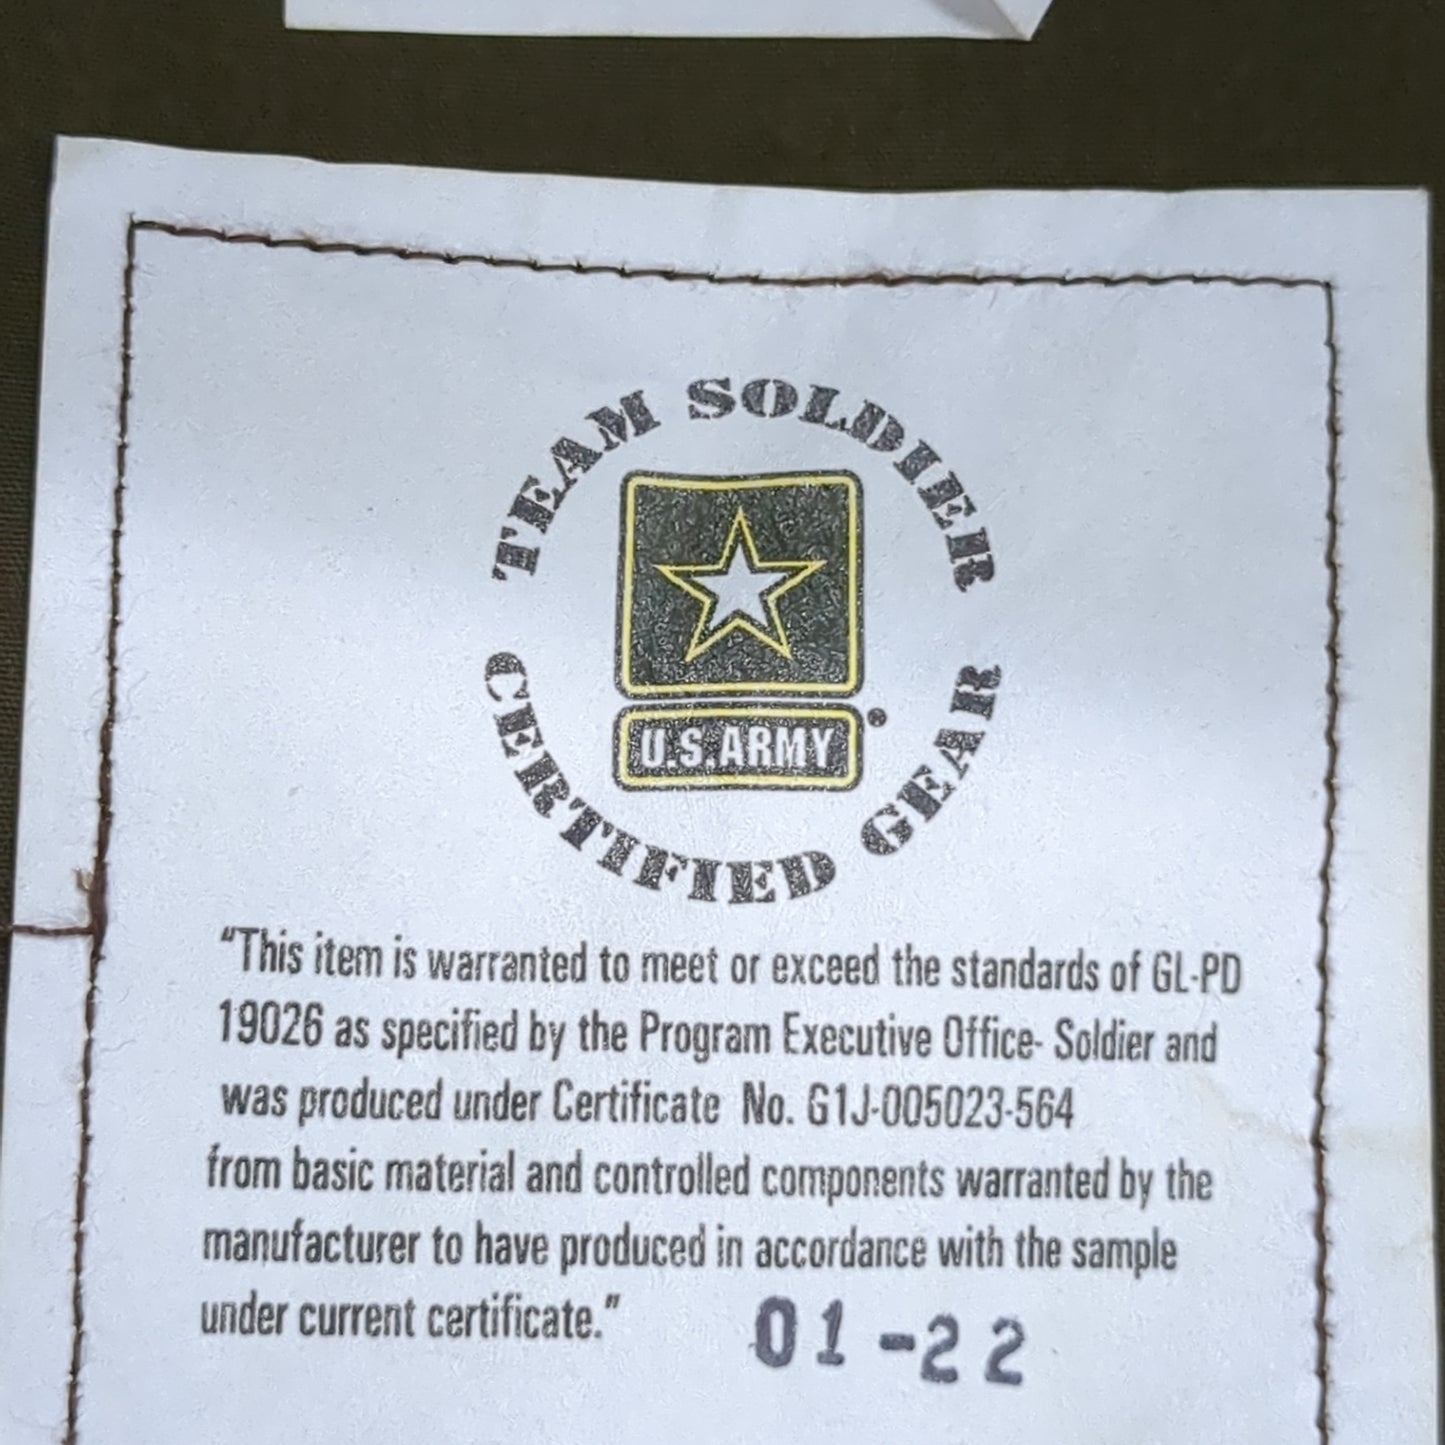 TEAM SOLDIER
U.S.ARMY®
CERTIFIED GEAR
“This item is warranted to meet or exceed the standards of GL-PD
19026 as specified by the Program Executive Office- Soldier and
was produced under Certificate No. G1J-005023-564
from basic material and controlled components warranted by the
manufacturer to have produced in accordance with the sample
under current certificate.”
01-22